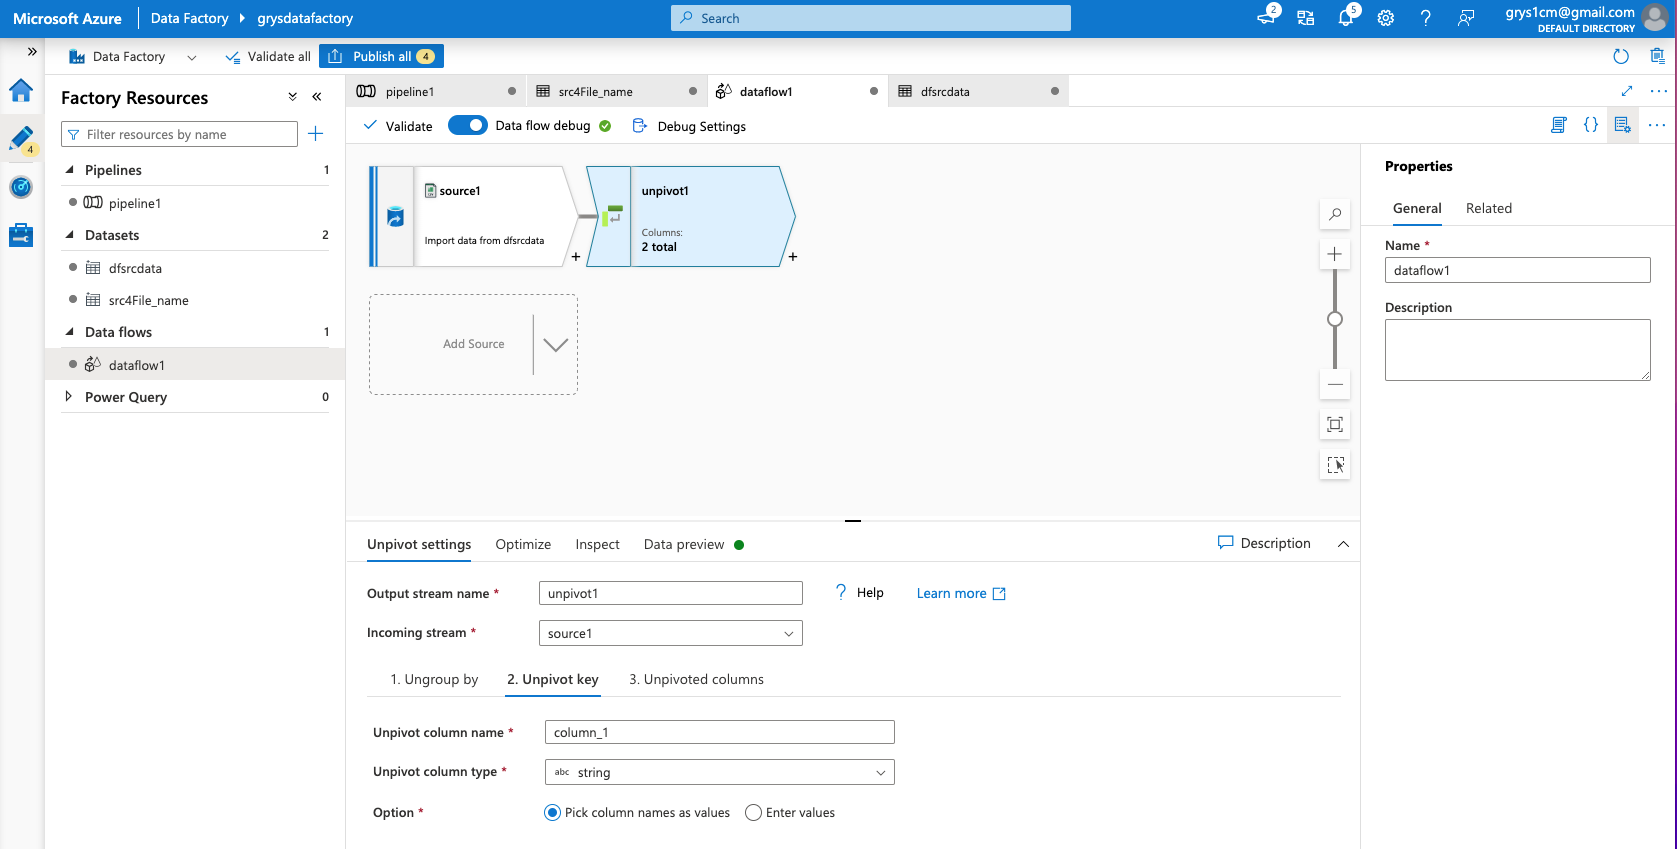 Microsoft Azure
Data Factory
grysdatafactory
Search
2
5
grys1cm@gmail.com
DEFAULT DIRECTORY
Data Factory
Validate all
Publish all
4
4
Factory Resources
Filter resources by name
Pipelines
1
pipeline1
Datasets
2
dfsrcdata
src4File_name
Data flows
1
dataflow1
Power Query
0
pipeline1
src4File_name
dataflow1
dfsrcdata
Validate
Data flow debug
Debug Settings
source1
Import data from dfsrcdata
+
unpivot1
Columns:
2 total
+
Add Source
Properties
General
Related
Name *
dataflow1
Description
Unpivot settings
Optimize
Inspect
Data preview
Description
Output stream name *
unpivot1
? Help
Learn more
Incoming stream *
source1
1. Ungroup by
2. Unpivot key
3. Unpivoted columns
Unpivot column name *
column_1
Unpivot column type *
abc string
Option *
Pick column names as values
Enter values